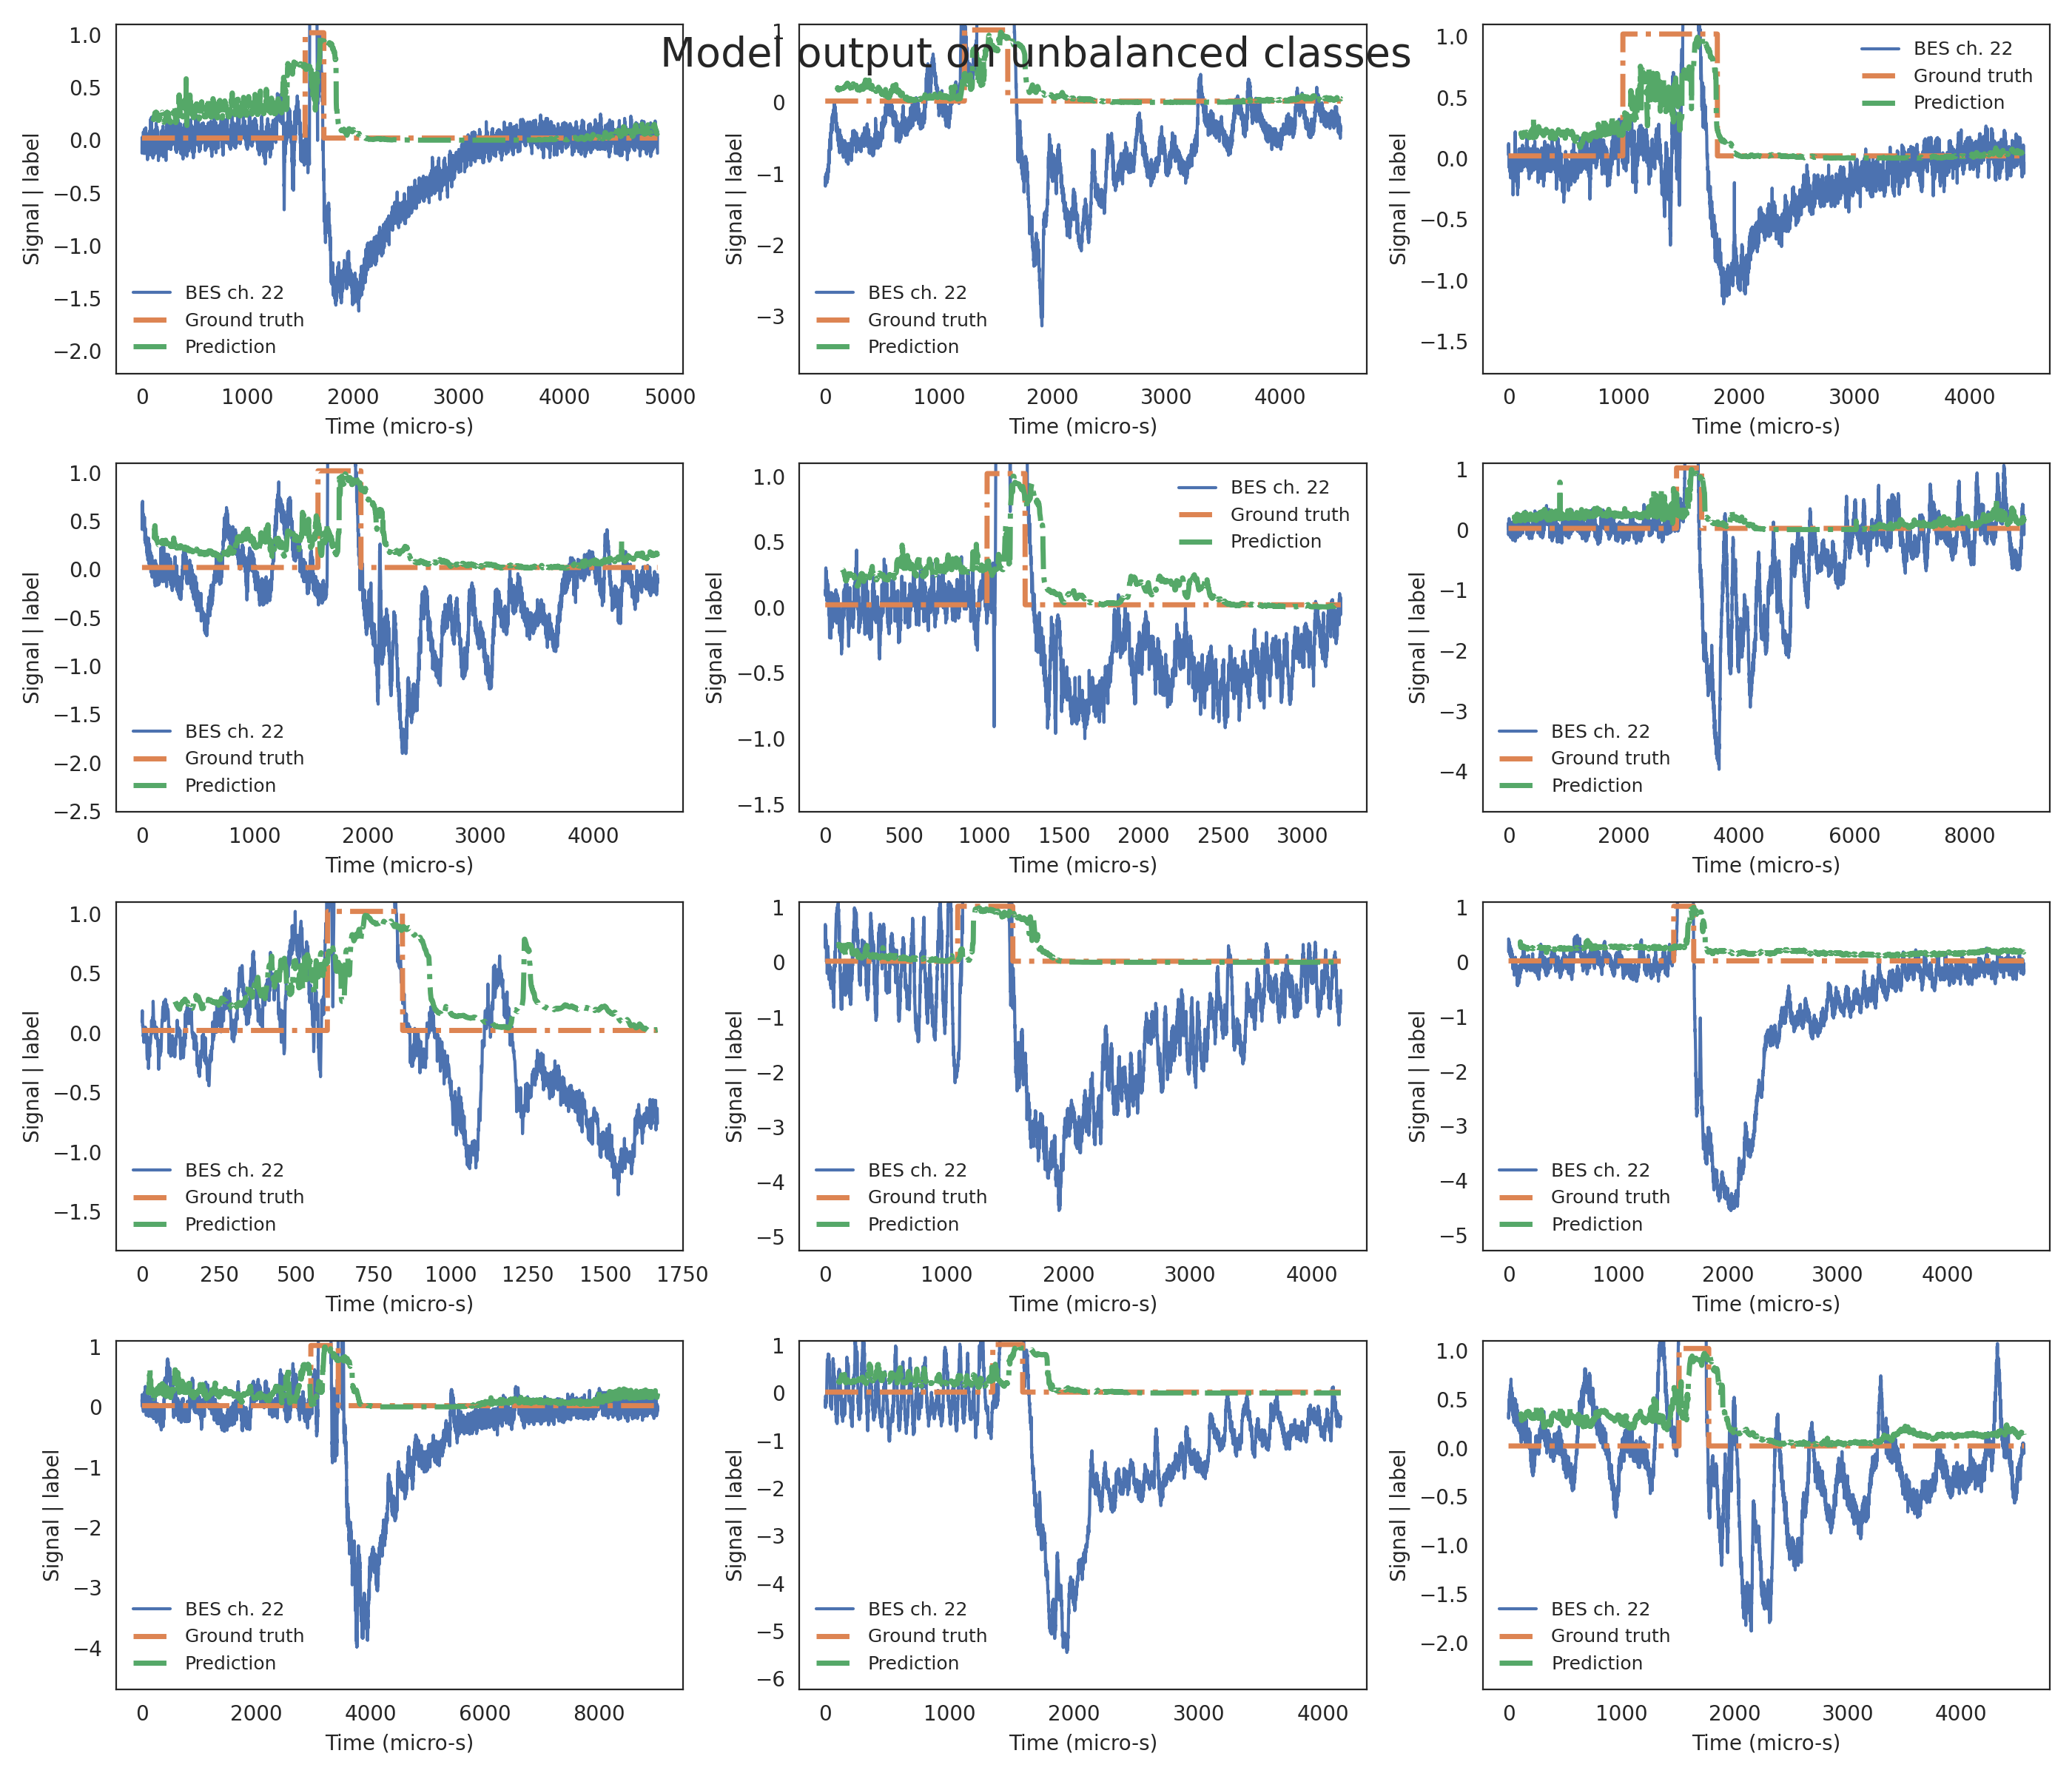 Model output on unbalanced classes
1.0
0.5
0.0
−0.5
−1.0
−1.5
−2.0
Signal | label
BES ch. 22
Ground truth
Prediction
0 1000 2000 3000 4000 5000
Time (micro-s)
1
0
−1
−2
−3
Signal | label
BES ch. 22
Ground truth
Prediction
0 1000 2000 3000 4000
Time (micro-s)
1.0
0.5
0.0
−0.5
−1.0
−1.5
Signal | label
BES ch. 22
Ground truth
Prediction
0 1000 2000 3000 4000
Time (micro-s)
1.0
0.5
0.0
−0.5
−1.0
−1.5
−2.0
−2.5
Signal | label
BES ch. 22
Ground truth
Prediction
0 1000 2000 3000 4000
Time (micro-s)
1.0
0.5
0.0
−0.5
−1.0
−1.5
Signal | label
BES ch. 22
Ground truth
Prediction
0 500 1000 1500 2000 2500 3000
Time (micro-s)
1
0
−1
−2
−3
−4
Signal | label
BES ch. 22
Ground truth
Prediction
0 2000 4000 6000 8000
Time (micro-s)
1.0
0.5
0.0
−0.5
−1.0
−1.5
Signal | label
BES ch. 22
Ground truth
Prediction
0 250 500 750 1000 1250 1500 1750
Time (micro-s)
1
0
−1
−2
−3
−4
−5
Signal | label
BES ch. 22
Ground truth
Prediction
0 1000 2000 3000 4000
Time (micro-s)
1
0
−1
−2
−3
−4
−5
Signal | label
BES ch. 22
Ground truth
Prediction
0 1000 2000 3000 4000
Time (micro-s)
1
0
−1
−2
−3
−4
Signal | label
BES ch. 22
Ground truth
Prediction
0 2000 4000 6000 8000
Time (micro-s)
1
0
−1
−2
−3
−4
−5
−6
Signal | label
BES ch. 22
Ground truth
Prediction
0 1000 2000 3000 4000
Time (micro-s)
1.0
0.5
0.0
−0.5
−1.0
−1.5
−2.0
Signal | label
BES ch. 22
Ground truth
Prediction
0 1000 2000 3000 4000
Time (micro-s)